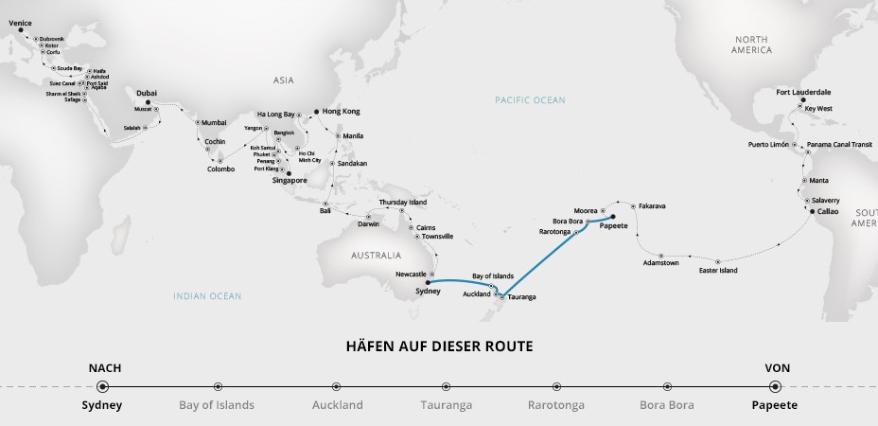 Venice
Dubrovnik
Kotor
Corfu
Souda Bay
Haifa
Ashdod
Suez Canal
Port Said
Aqaba
Sharm el Sheik
Safaga
Dubai
Muscat
Salalah
Mumbai
Cochin
Colombo
ASIA
Ha Long Bay
Hong Kong
Yangon
Bangkok
Manila
Koh Samui
Phuket
Ho Chi
Minh City
Penang
Port Klang
Singapore
Sandakan
Bali
Thursday Island
Darwin
Cairns
Townsville
AUSTRALIA
Newcastle
Sydney
INDIAN OCEAN
PACIFIC OCEAN
Bay of Islands
Auckland
Tauranga
Moorea
Fakarava
Bora Bora
Papeete
Rarotonga
Adamstown
Easter Island
NORTH
AMERICA
Fort Lauderdale
Key West
Puerto Limón
Panama Canal Transit
Manta
Salaverry
Callao
SOUT
AMER
HÄFEN AUF DIESER ROUTE
NACH
VON
Sydney
Bay of Islands
Auckland
Tauranga
Rarotonga
Bora Bora
Papeete